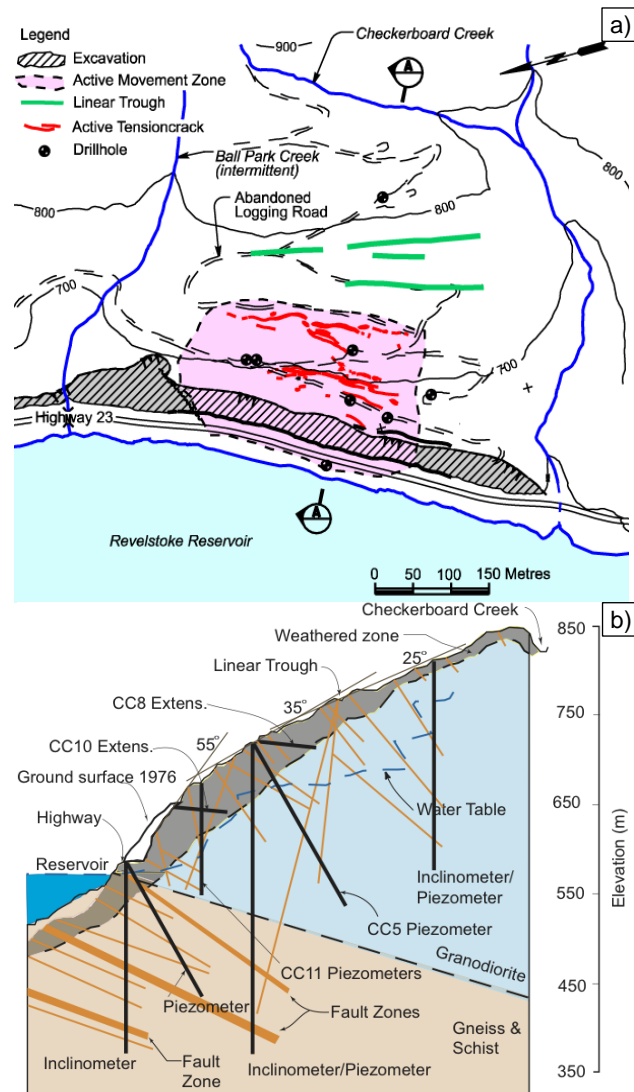 a)
Legend
Excavation
Active Movement Zone
Linear Trough
Active Tensioncrack
Drillhole
900
Checkerboard Creek
A
Ball Park Creek
(intermittent)
Abandoned
Logging Road
800
800
800
700
700
Highway 23
A
Revelstoke Reservoir
0 50 100 150 Metres
b)
Checkerboard Creek
Weathered zone
850
Linear Trough
25°
CC8 Extens.
35°
750
CC10 Extens.
55°
Ground surface 1976
Water Table
650
Highway
Reservoir
Inclinometer/
Piezometer
550
Elevation (m)
CC5 Piezometer
Granodiorite
CC11 Piezometers
Piezometer
450
Fault Zones
Gneiss &
Schist
Inclinometer
Fault
Zone
Inclinometer/Piezometer
350